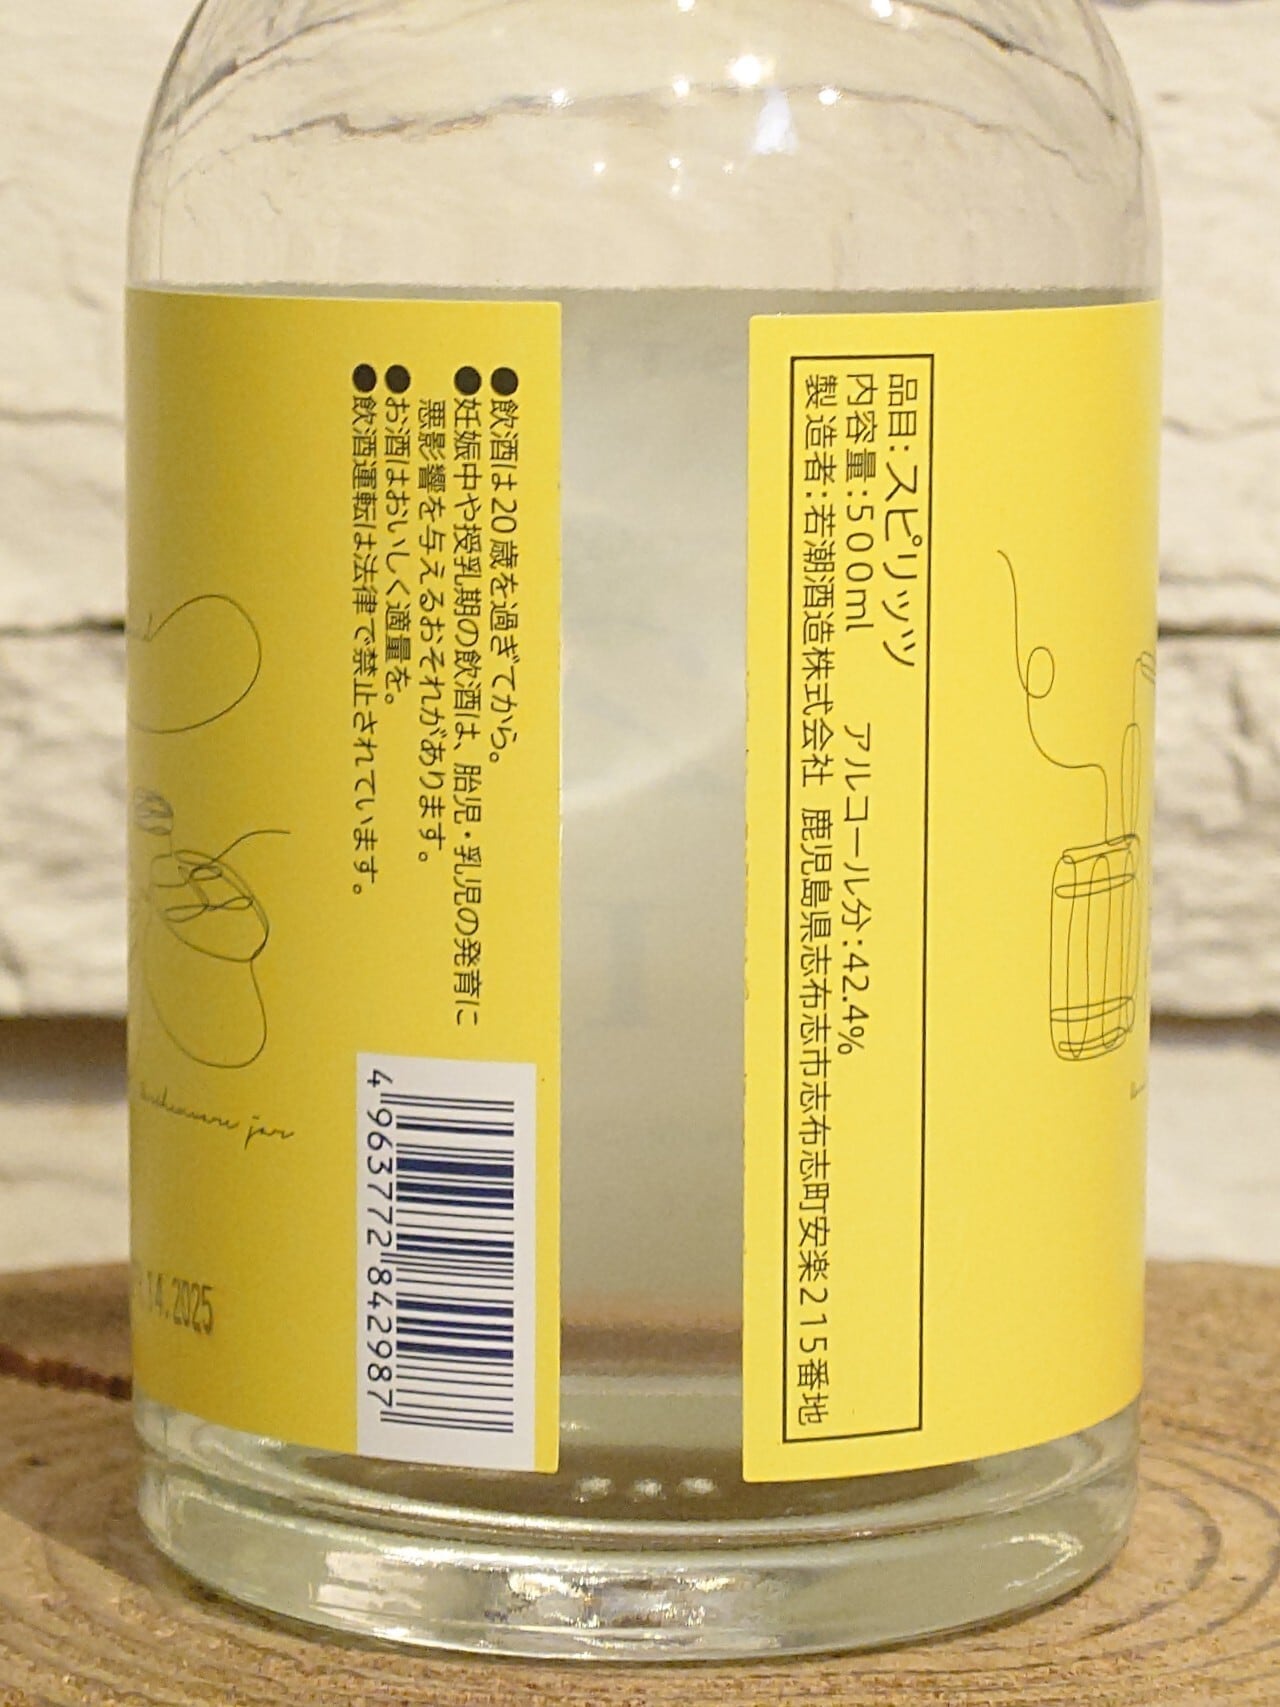 品目：スピリッツ
内容量：500ml　アルコール分：42.4%
製造者：若潮酒造株式会社 鹿児島県志布志市志布志町安楽215番地
●飲酒は20歳を過ぎてから。
●妊娠中や授乳期の飲酒は、胎児・乳児の発育に
悪影響を与えるおそれがあります。
●お酒はおいしく適量を。
●飲酒運転は法律で禁止されています。
4963772842987
jar
14.2025